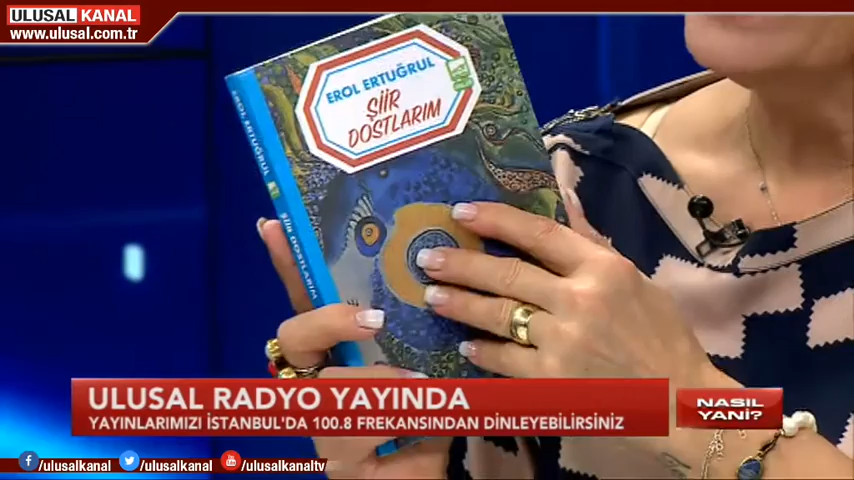 ULUSAL KANAL
www.ulusal.com.tr
EROL ERTUĞRUL
ŞİİR
DOSTLARIM
EROL ERTUĞRUL
ŞİİR DOSTLARIM
ULUSAL RADYO YAYINDA
YAYINLARIMIZI İSTANBUL'DA 100.8 FREKANSINDAN DİNLEYEBİLİRSİNİZ
NASIL
YANİ?
/ulusalkanal
/ulusalkanal
/ulusalkanaltv